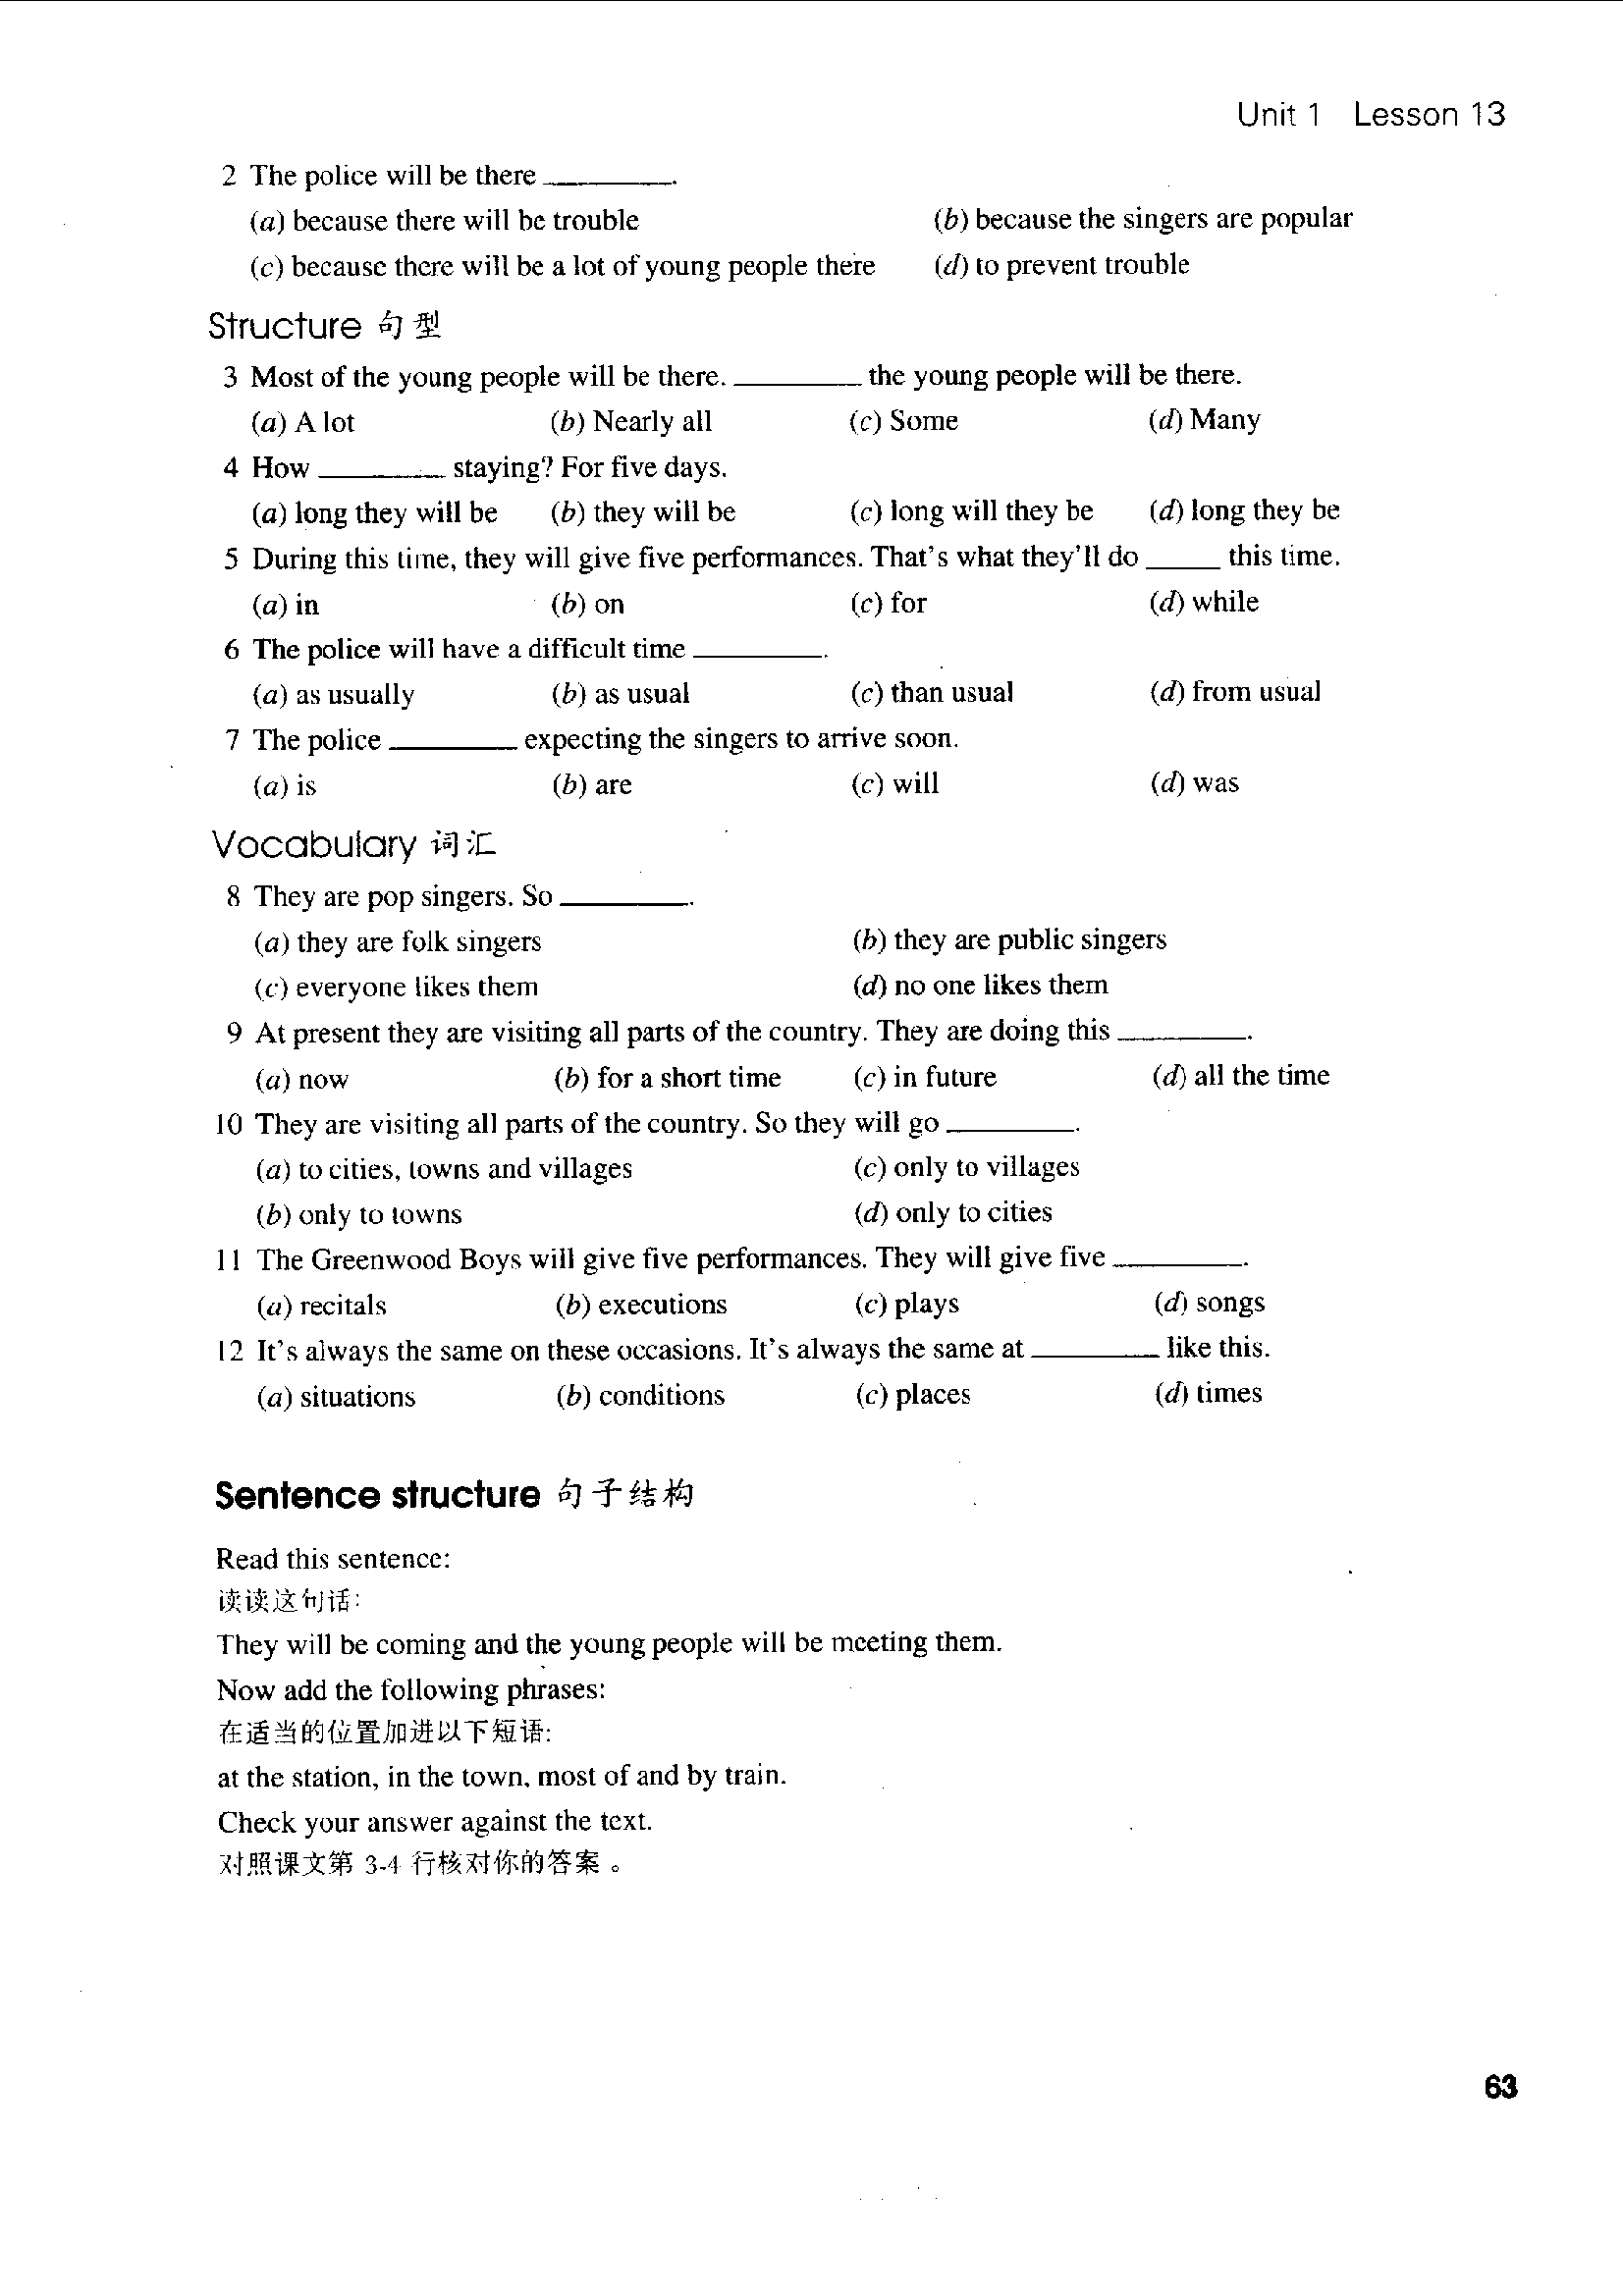 Unit 1 Lesson 13
2 The police will be there ______.
(a) because there will be trouble (b) because the singers are popular
(c) because there will be a lot of young people there (d) to prevent trouble
Structure 句型
3 Most of the young people will be there. ______ the young people will be there.
(a) A lot (b) Nearly all (c) Some (d) Many
4 How ______ staying? For five days.
(a) long they will be (b) they will be (c) long will they be (d) long they be
5 During this time, they will give five performances. That's what they'll do ______ this time.
(a) in (b) on (c) for (d) while
6 The police will have a difficult time ______.
(a) as usually (b) as usual (c) than usual (d) from usual
7 The police ______ expecting the singers to arrive soon.
(a) is (b) are (c) will (d) was
Vocabulary 词汇
8 They are pop singers. So ______.
(a) they are folk singers (b) they are public singers
(c) everyone likes them (d) no one likes them
9 At present they are visiting all parts of the country. They are doing this ______.
(a) now (b) for a short time (c) in future (d) all the time
10 They are visiting all parts of the country. So they will go ______.
(a) to cities, towns and villages (c) only to villages
(b) only to towns (d) only to cities
11 The Greenwood Boys will give five performances. They will give five ______.
(a) recitals (b) executions (c) plays (d) songs
12 It's always the same on these occasions. It's always the same at ______ like this.
(a) situations (b) conditions (c) places (d) times
Sentence structure 句子结构
Read this sentence:
读读这句话:
They will be coming and the young people will be meeting them.
Now add the following phrases:
在适当的位置加进以下短语:
at the station, in the town, most of and by train.
Check your answer against the text.
对照课文第 3-4 行核对你的答案。
63